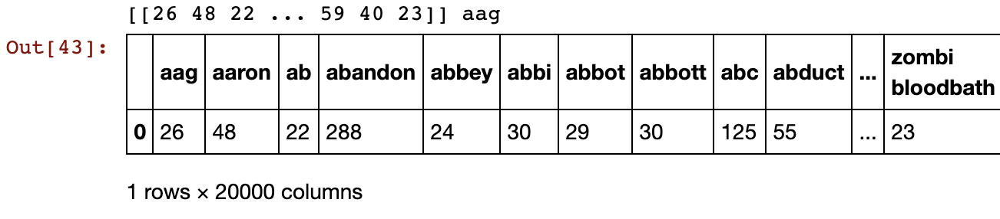 [[26 48 22 ... 59 40 23]] aag
Out[43]:
aag aaron ab abandon abbey abbi abbot abbott abc abduct ... zombi bloodbath
0 26 48 22 288 24 30 29 30 125 55 ... 23
1 rows × 20000 columns